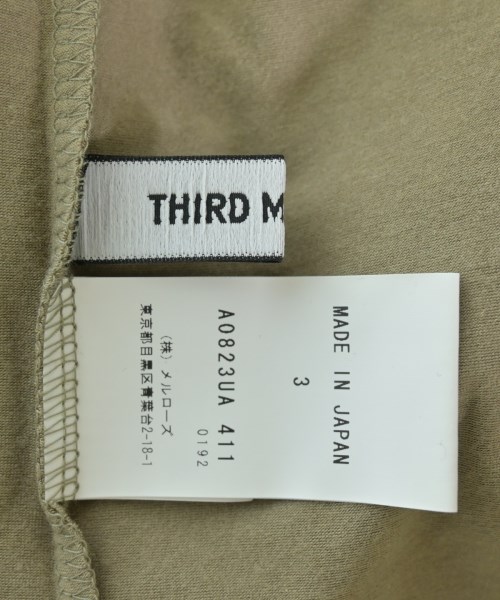 THIRD M
MADE IN JAPAN
3
A0823UA 411
0192
(株) メルローズ
東京都目黒区青葉台2-18-1